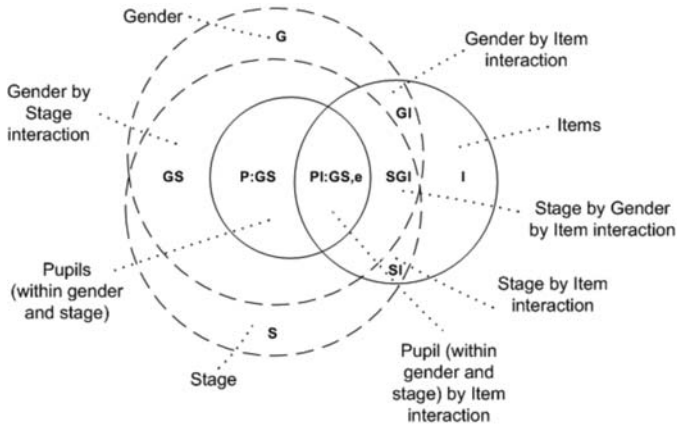 Gender
G
Gender by Item
interaction
Gender by
Stage
interaction
GI
Items
GS
P:GS
PI:GS,e
SGI
I
Stage by Gender
by Item interaction
Pupils
(within gender
and stage)
SI
Stage by Item
interaction
S
Stage
Pupil (within
gender and
stage) by Item
interaction